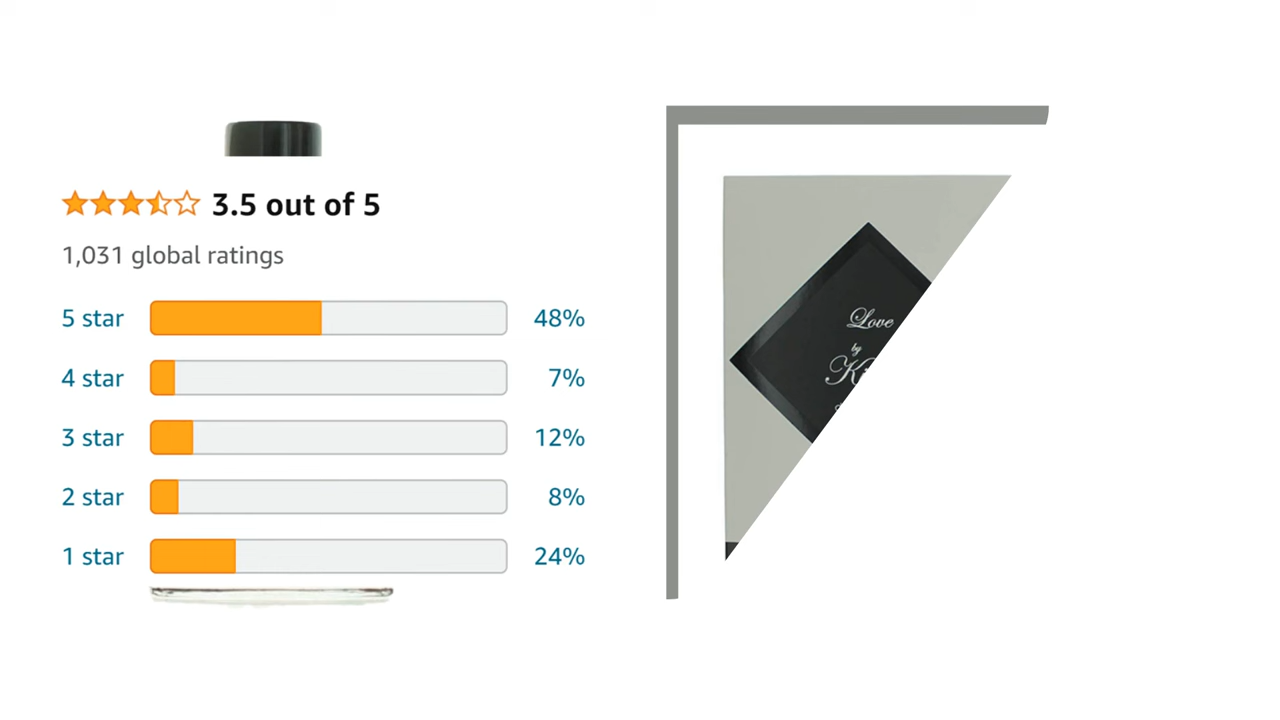 3.5 out of 5
1,031 global ratings
5 star 48%
4 star 7%
3 star 12%
2 star 8%
1 star 24%
Love
by